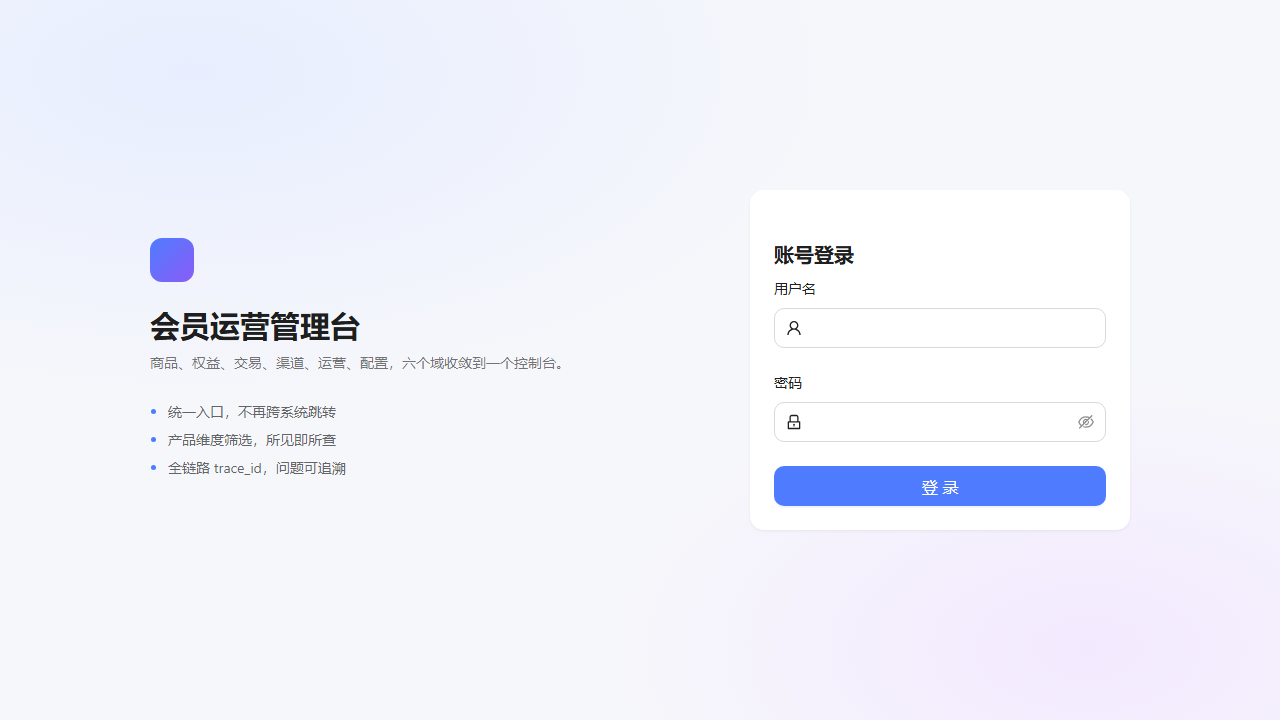 会员运营管理台
商品、权益、交易、渠道、运营、配置，六个域收敛到一个控制台。
统一入口，不再跨系统跳转
产品维度筛选，所见即所查
全链路 trace_id，问题可追溯
账号登录
用户名
密码
登 录